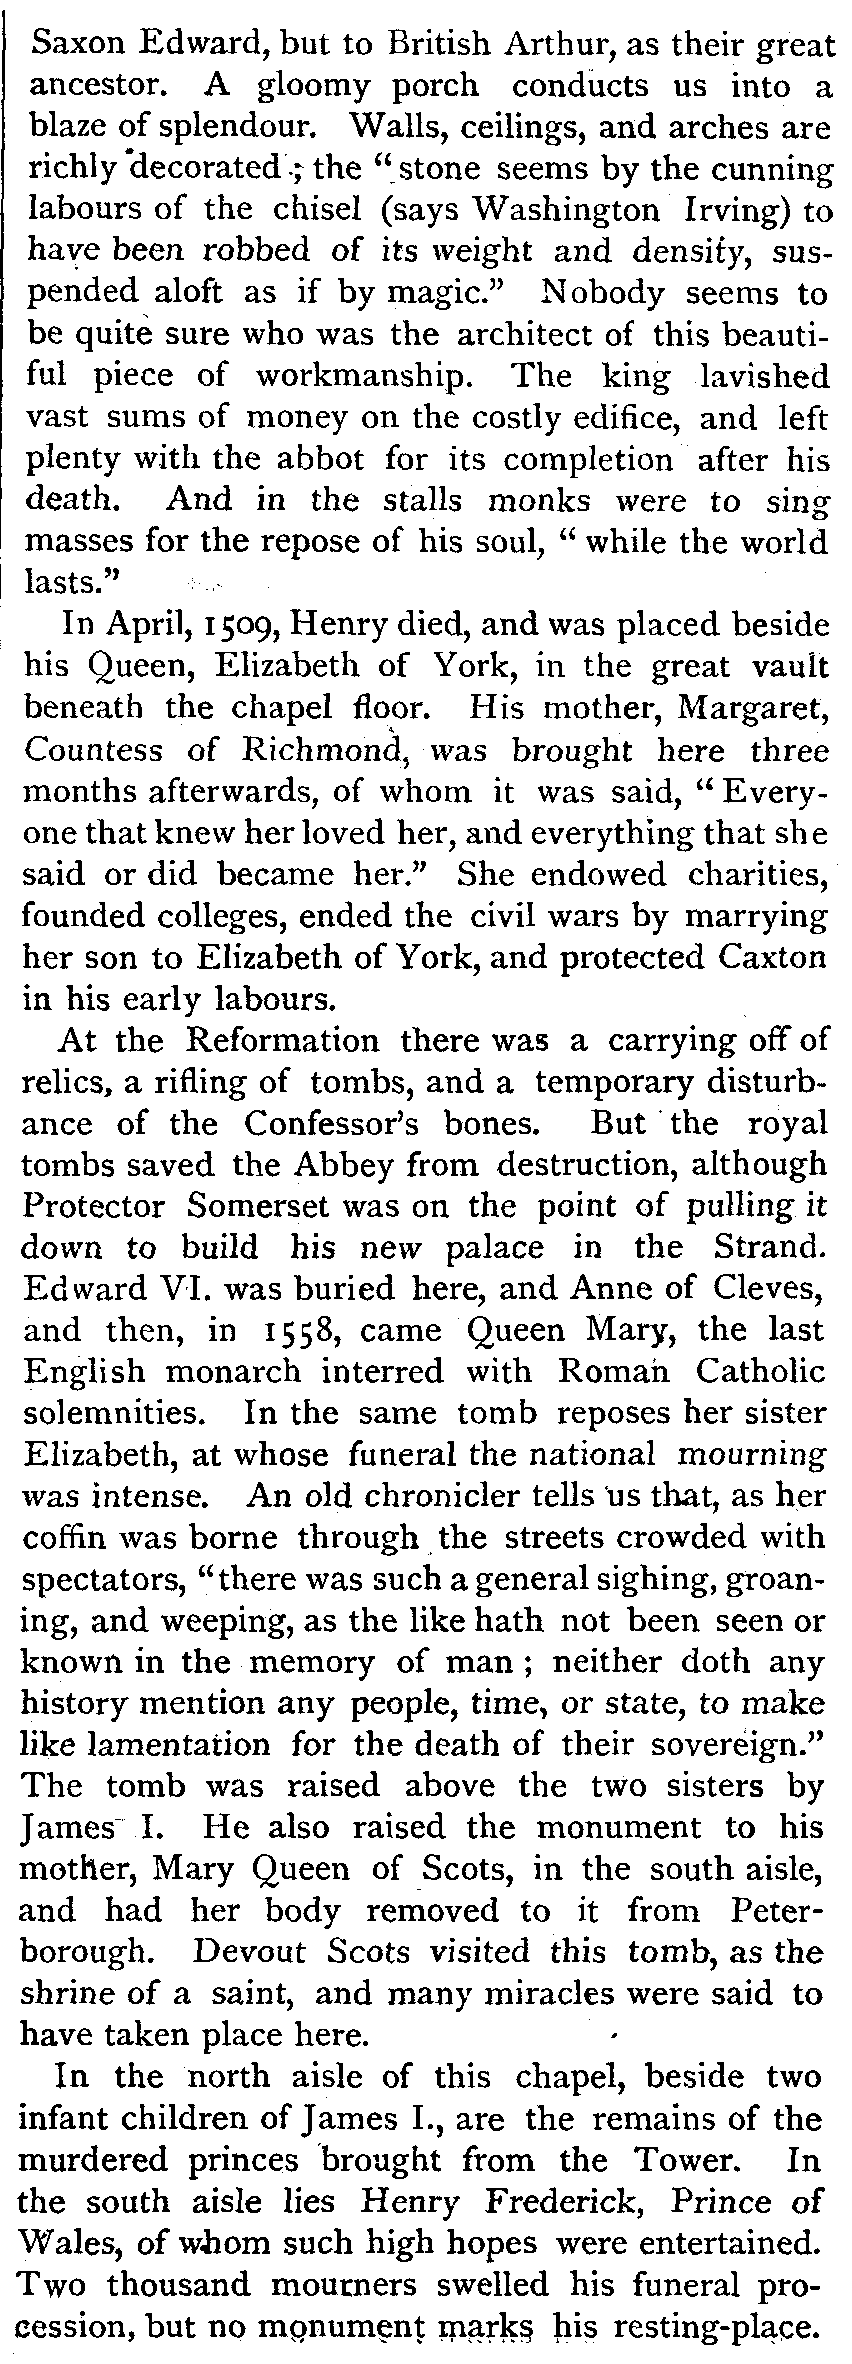 Saxon Edward, but to British Arthur, as their great
ancestor. A gloomy porch conducts us into a
blaze of splendour. Walls, ceilings, and arches are
richly decorated; the “stone seems by the cunning
labours of the chisel (says Washington Irving) to
have been robbed of its weight and density, sus-
pended aloft as if by magic.” Nobody seems to
be quite sure who was the architect of this beauti-
ful piece of workmanship. The king lavished
vast sums of money on the costly edifice, and left
plenty with the abbot for its completion after his
death. And in the stalls monks were to sing
masses for the repose of his soul, “while the world
lasts.”
In April, 1509, Henry died, and was placed beside
his Queen, Elizabeth of York, in the great vault
beneath the chapel floor. His mother, Margaret,
Countess of Richmond, was brought here three
months afterwards, of whom it was said, “Every-
one that knew her loved her, and everything that she
said or did became her.” She endowed charities,
founded colleges, ended the civil wars by marrying
her son to Elizabeth of York, and protected Caxton
in his early labours.
At the Reformation there was a carrying off of
relics, a rifling of tombs, and a temporary disturb-
ance of the Confessor’s bones. But the royal
tombs saved the Abbey from destruction, although
Protector Somerset was on the point of pulling it
down to build his new palace in the Strand.
Edward VI. was buried here, and Anne of Cleves,
and then, in 1558, came Queen Mary, the last
English monarch interred with Roman Catholic
solemnities. In the same tomb reposes her sister
Elizabeth, at whose funeral the national mourning
was intense. An old chronicler tells us that, as her
coffin was borne through the streets crowded with
spectators, “there was such a general sighing, groan-
ing, and weeping, as the like hath not been seen or
known in the memory of man; neither doth any
history mention any people, time, or state, to make
like lamentation for the death of their sovereign.”
The tomb was raised above the two sisters by
James I. He also raised the monument to his
mother, Mary Queen of Scots, in the south aisle,
and had her body removed to it from Peter-
borough. Devout Scots visited this tomb, as the
shrine of a saint, and many miracles were said to
have taken place here.
In the north aisle of this chapel, beside two
infant children of James I., are the remains of the
murdered princes brought from the Tower. In
the south aisle lies Henry Frederick, Prince of
Wales, of whom such high hopes were entertained.
Two thousand mourners swelled his funeral pro-
cession, but no monument marks his resting-place.